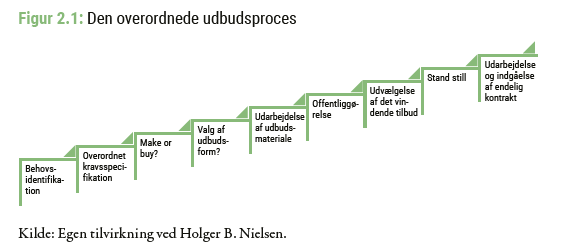 Figur 2.1: Den overordnede udbudsproces
Behovs-
identifika-
tion
Overordnet
kravsspeci-
fikation
Make or
buy?
Valg af
udbuds-
form?
Udarbejdelse
af udbuds-
materiale
Offentliggø-
relse
Udvælgelse
af det vin-
dende tilbud
Stand still
Udarbejdelse
og indgåelse
af endelig
kontrakt
Kilde: Egen tilvirkning ved Holger B. Nielsen.